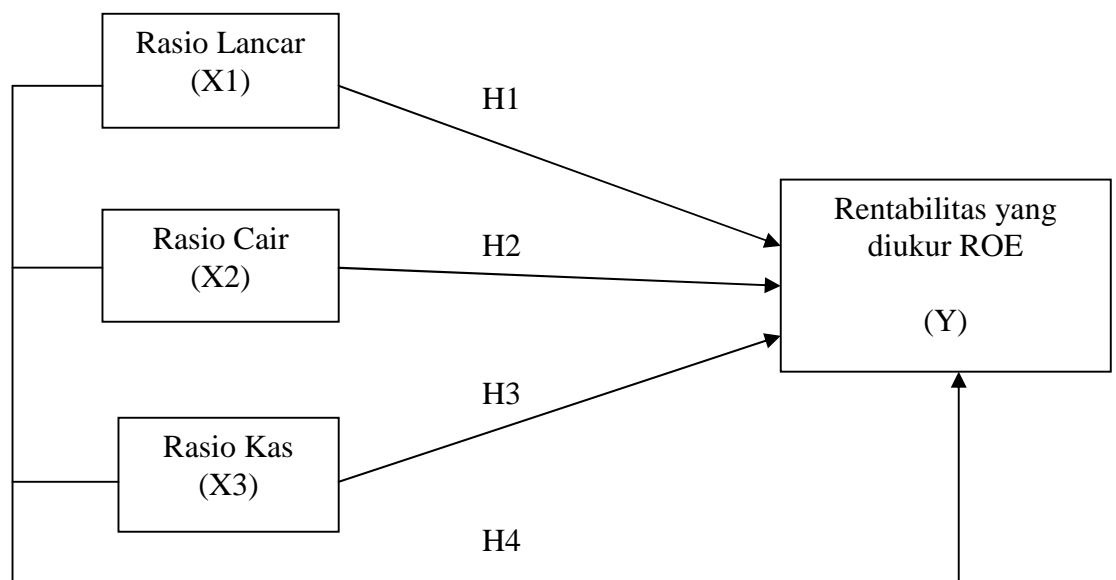 Rasio Lancar
(X1)
H1
Rentabilitas yang
diukur ROE
(Y)
Rasio Cair
(X2)
H2
H3
Rasio Kas
(X3)
H4